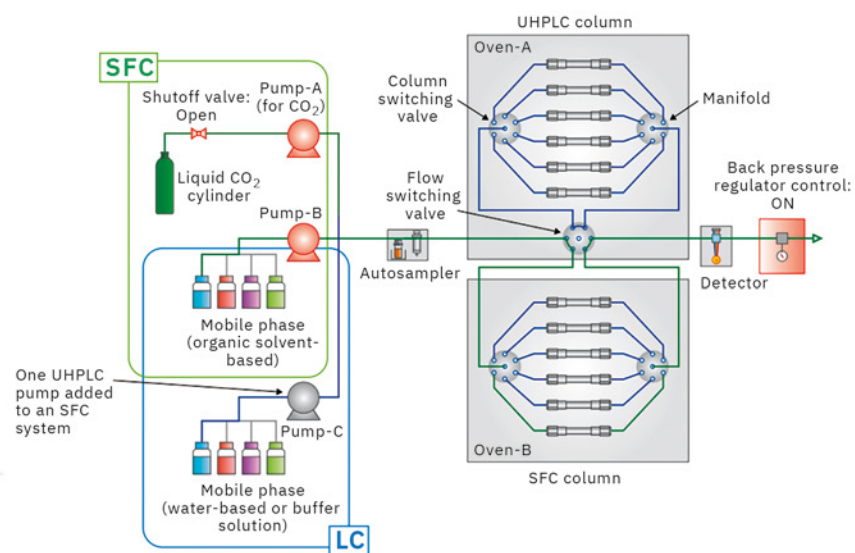 UHPLC column
Oven-A
SFC
Pump-A
(for CO₂)
Shutoff valve:
Open
Column
switching
valve
Manifold
Liquid CO₂
cylinder
Flow
switching
valve
Back pressure
regulator control:
ON
Pump-B
Autosampler
Detector
Mobile phase
(organic solvent-
based)
One UHPLC
pump added
to an SFC
system
Pump-C
Oven-B
SFC column
Mobile phase
(water-based or buffer
solution)
LC